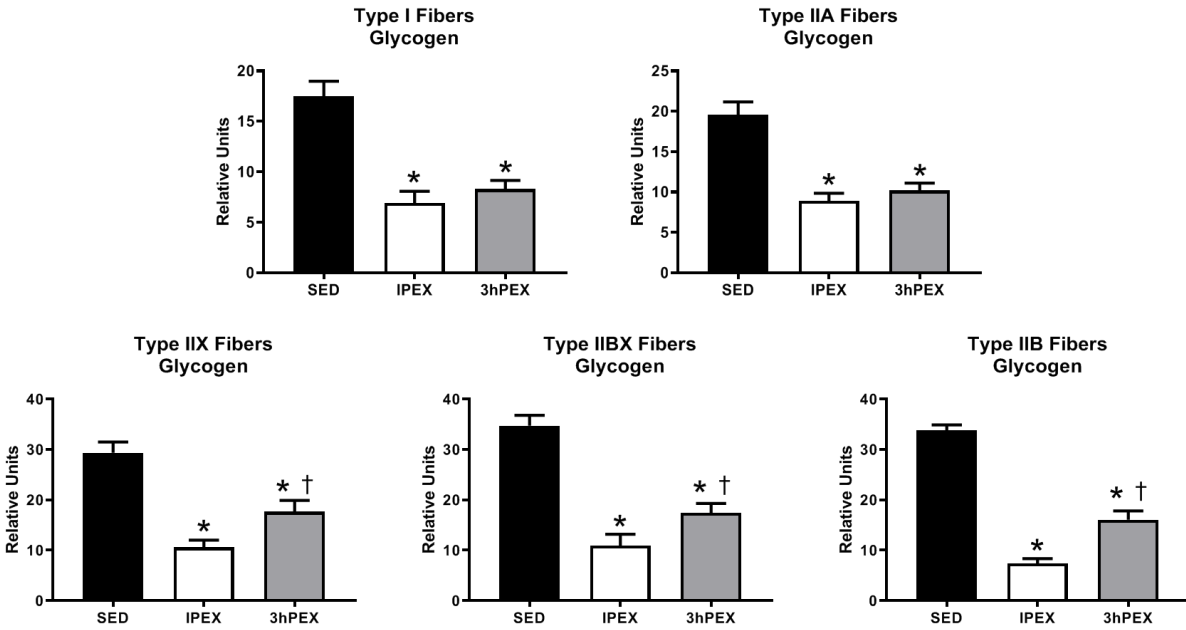 Type I Fibers
Glycogen
Relative Units
20
15
10
5
0
*
*
SED
IPEX
3hPEX
Type IIA Fibers
Glycogen
Relative Units
25
20
15
10
5
0
*
*
SED
IPEX
3hPEX
Type IIX Fibers
Glycogen
Relative Units
40
30
20
10
0
*
* †
SED
IPEX
3hPEX
Type IIBX Fibers
Glycogen
Relative Units
40
30
20
10
0
*
* †
SED
IPEX
3hPEX
Type IIB Fibers
Glycogen
Relative Units
40
30
20
10
0
*
* †
SED
IPEX
3hPEX